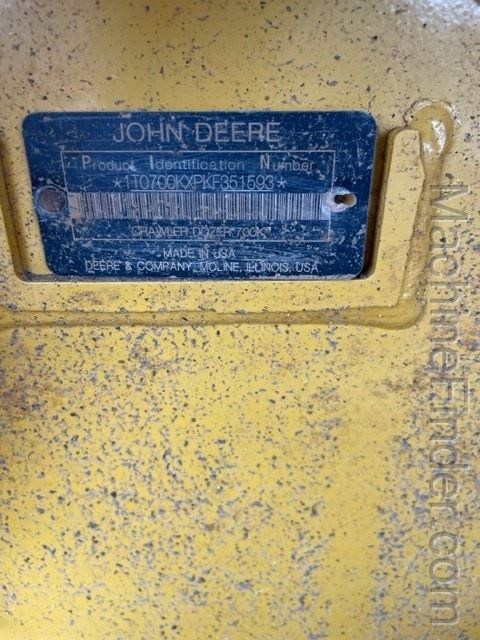 JOHN DEERE
Product Identification Number
*1T0700KXPKF351593*
CRAWLER DOZER 700K
MADE IN USA
DEERE & COMPANY, MOLINE, ILLINOIS, USA
MachineFinder.com